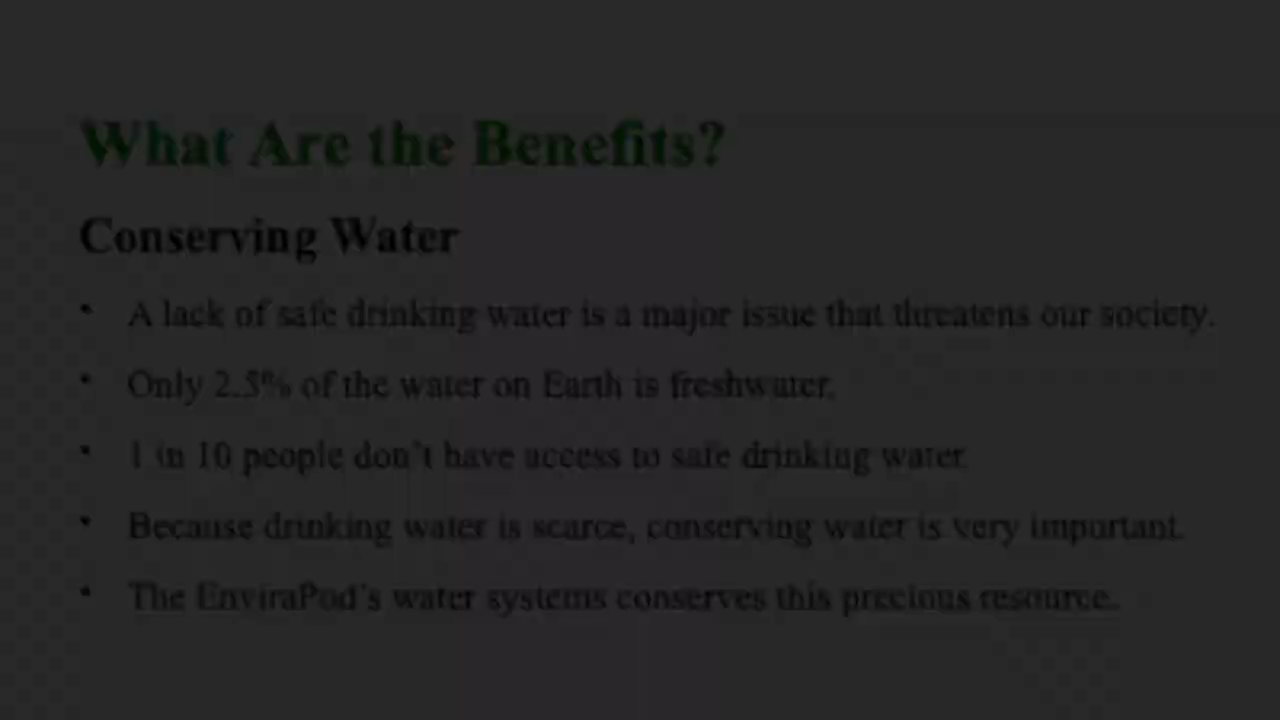 What Are the Benefits?
Conserving Water
• A lack of safe drinking water is a major issue that threatens our society.
• Only 2.5% of the water on Earth is freshwater.
• 1 in 10 people don't have access to safe drinking water.
• Because drinking water is scarce, conserving water is very important.
• The EnviraPod's water systems conserves this precious resource.